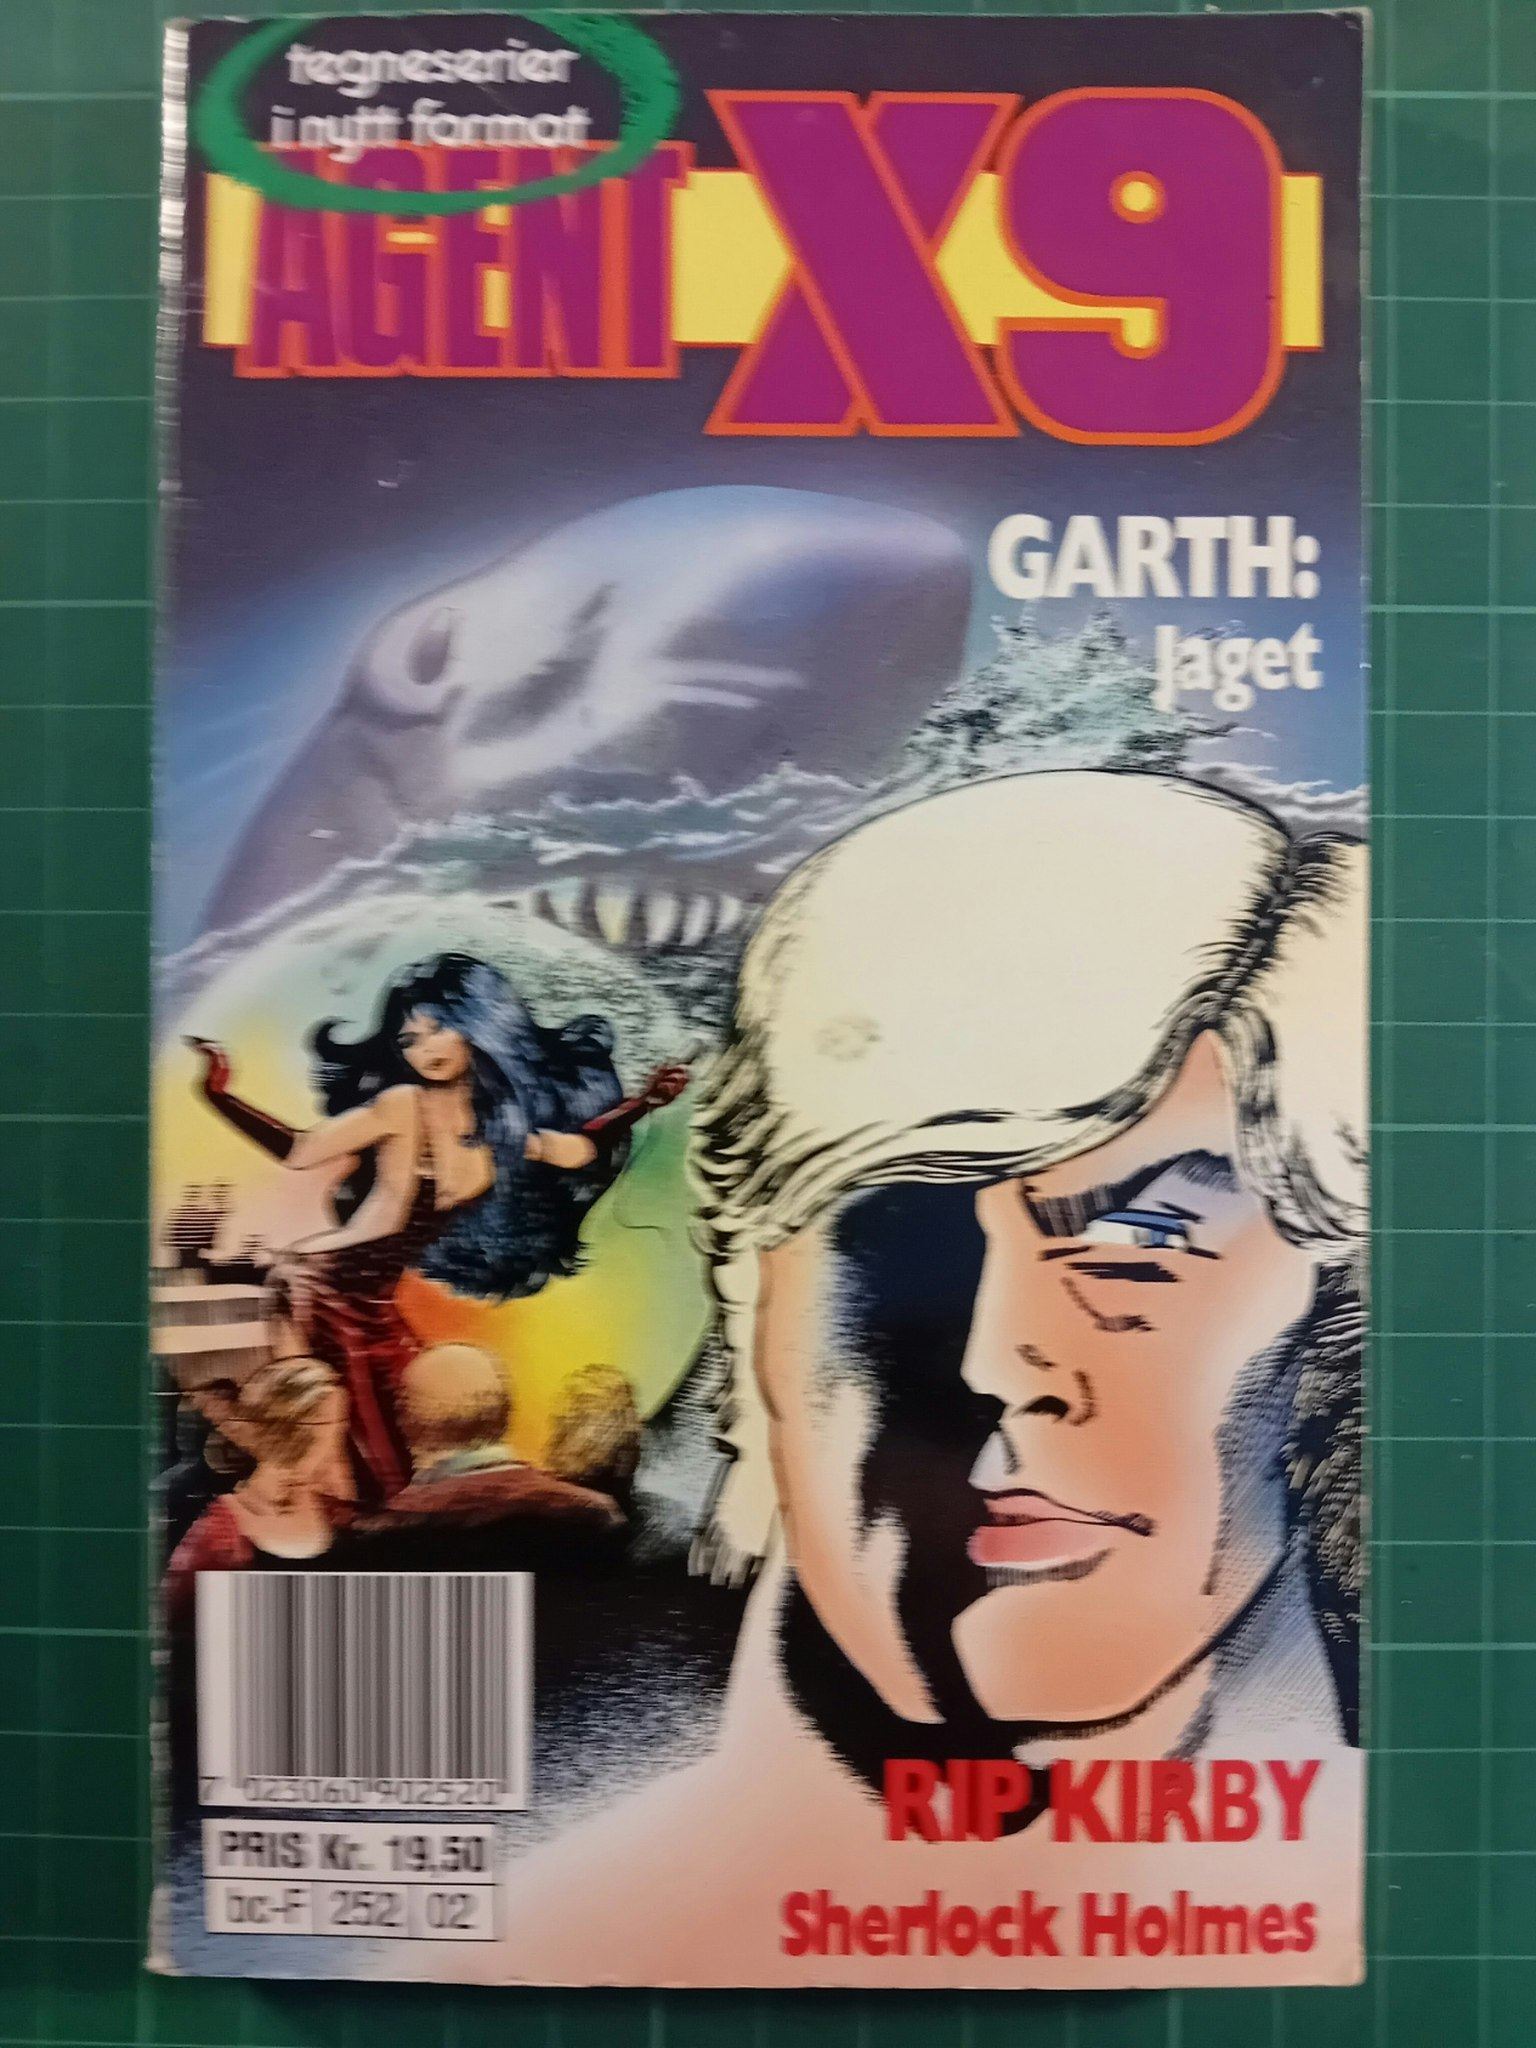 tegneserier
i nytt format
AGENT X9
GARTH:
Jaget
7 023060 902520
PRIS Kr. 19,50
bc-F 252 02
RIP KIRBY
Sherlock Holmes